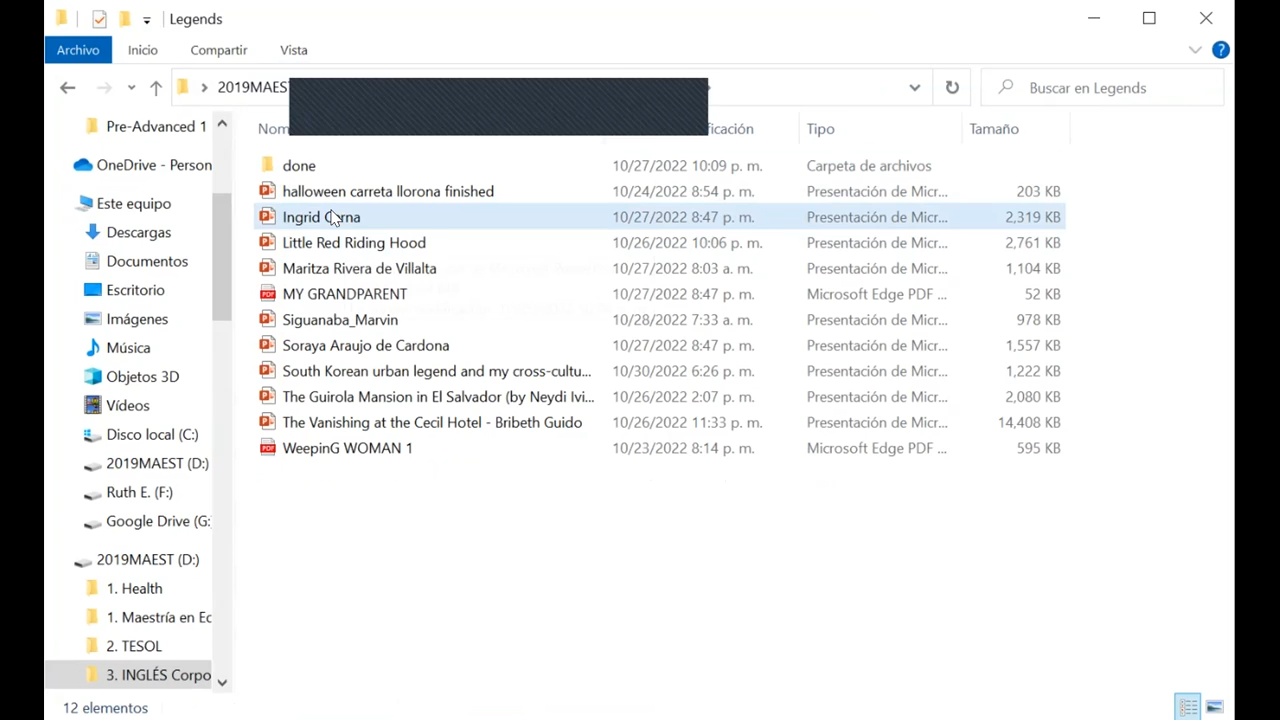 Legends
Archivo Inicio Compartir Vista
2019MAEST
Buscar en Legends
Nom ficación Tipo Tamaño
Pre-Advanced 1
OneDrive - Person
Este equipo
Descargas
Documentos
Escritorio
Imágenes
Música
Objetos 3D
Vídeos
Disco local (C:)
2019MAEST (D:)
Ruth E. (F:)
Google Drive (G:
2019MAEST (D:)
1. Health
1. Maestría en Ec
2. TESOL
3. INGLÉS Corpo
done 10/27/2022 10:09 p. m. Carpeta de archivos
halloween carreta llorona finished 10/24/2022 8:54 p. m. Presentación de Micr... 203 KB
Ingrid 10/27/2022 8:47 p. m. Presentación de Micr... 2,319 KB
Little Red Riding Hood 10/26/2022 10:06 p. m. Presentación de Micr... 2,761 KB
Maritza Rivera de Villalta 10/27/2022 8:03 a. m. Presentación de Micr... 1,104 KB
MY GRANDPARENT 10/27/2022 8:47 p. m. Microsoft Edge PDF ... 52 KB
Siguanaba_Marvin 10/28/2022 7:33 a. m. Presentación de Micr... 978 KB
Soraya Araujo de Cardona 10/27/2022 8:47 p. m. Presentación de Micr... 1,557 KB
South Korean urban legend and my cross-cultu... 10/30/2022 6:26 p. m. Presentación de Micr... 1,222 KB
The Guirola Mansion in El Salvador (by Neydi Ivi... 10/26/2022 2:07 p. m. Presentación de Micr... 2,080 KB
The Vanishing at the Cecil Hotel - Bribeth Guido 10/26/2022 11:33 p. m. Presentación de Micr... 14,408 KB
WeepinG WOMAN 1 10/23/2022 8:14 p. m. Microsoft Edge PDF ... 595 KB
12 elementos